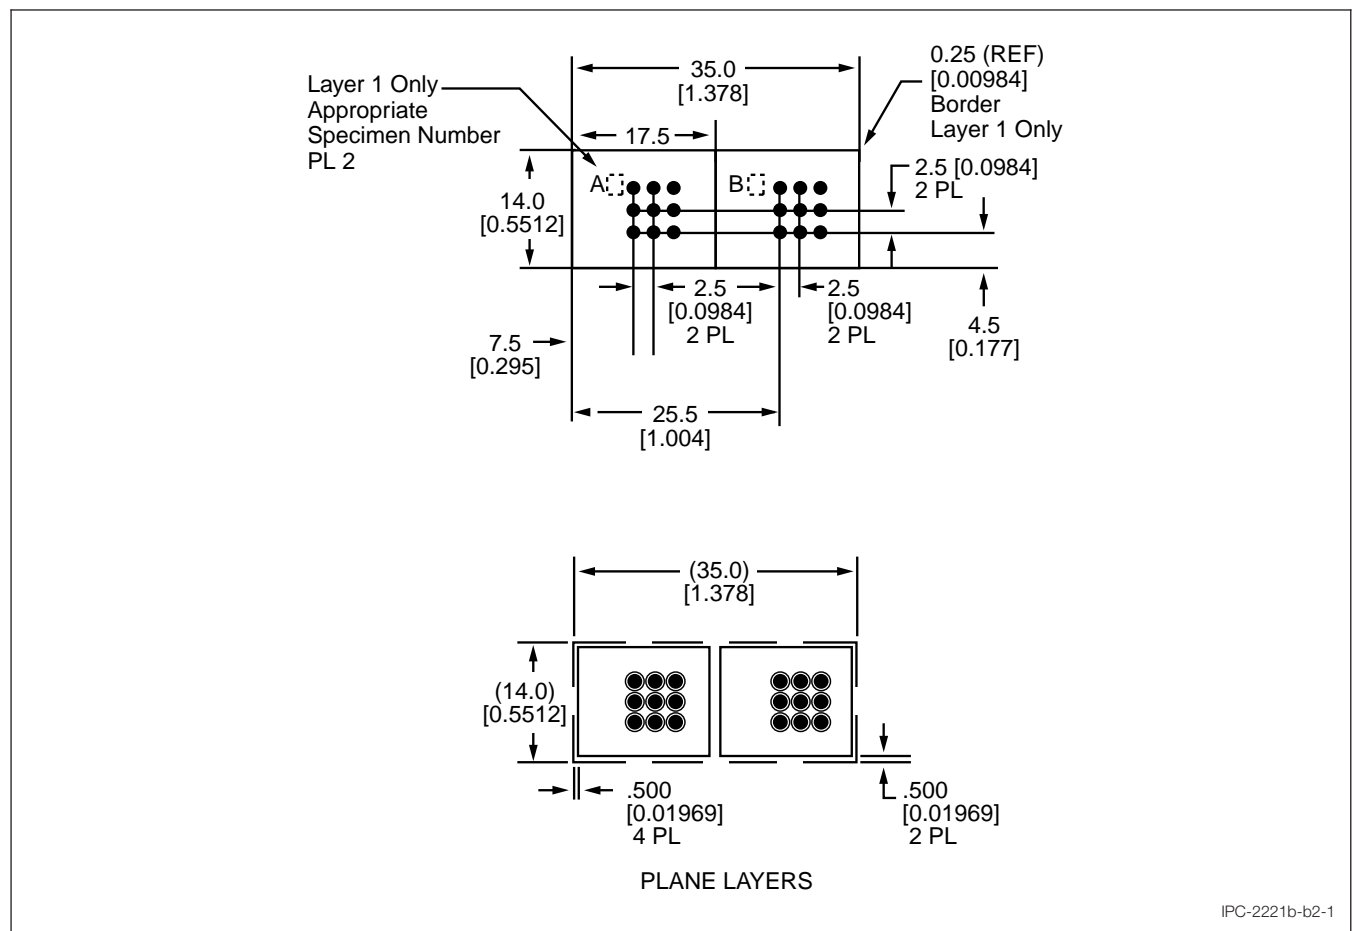 Layer 1 Only
Appropriate
Specimen Number
PL 2
35.0
[1.378]
0.25 (REF)
[0.00984]
Border
Layer 1 Only
17.5
2.5 [0.0984]
2 PL
A
B
14.0
[0.5512]
2.5
[0.0984]
2 PL
2.5
[0.0984]
2 PL
4.5
[0.177]
7.5
[0.295]
25.5
[1.004]
(35.0)
[1.378]
(14.0)
[0.5512]
.500
[0.01969]
4 PL
.500
[0.01969]
2 PL
PLANE LAYERS
IPC-2221b-b2-1